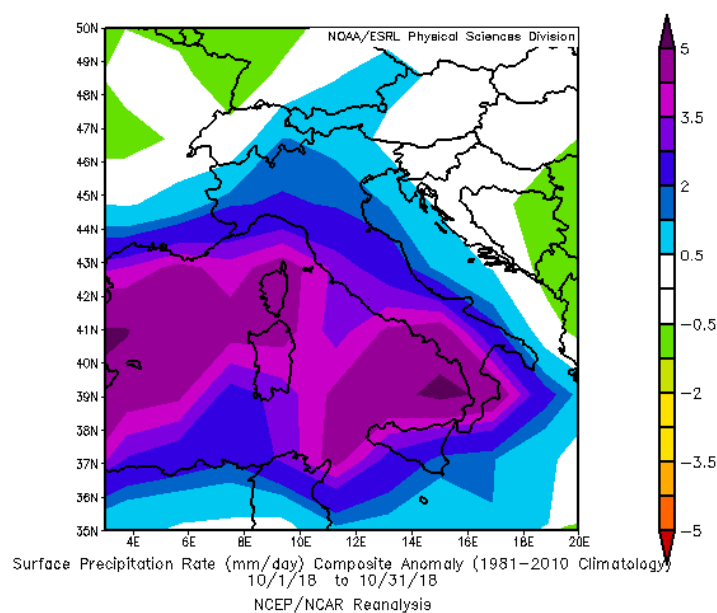 NOAA/ESRL Physical Sciences Division
50N
49N
48N
47N
46N
45N
44N
43N
42N
41N
40N
39N
38N
37N
36N
35N
4E 6E 8E 10E 12E 14E 16E 18E 20E
5
3.5
2
0.5
-0.5
-2
-3.5
-5
Surface Precipitation Rate (mm/day) Composite Anomaly (1981-2010 Climatology)
10/1/18 to 10/31/18
NCEP/NCAR Reanalysis